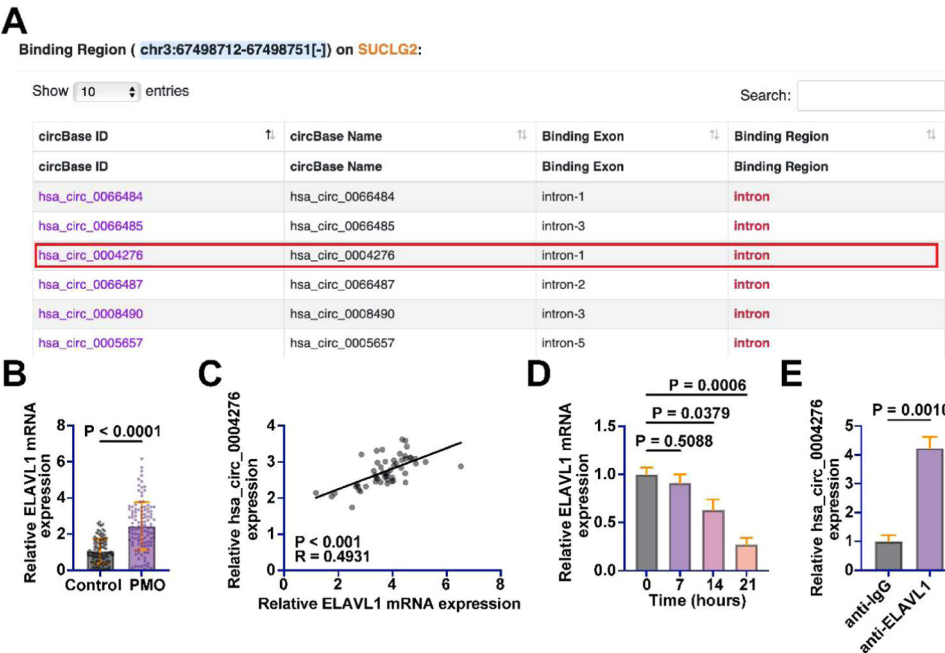 A
Binding Region ( chr3:67498712-67498751[-]) on SUCLG2:
Show 10 entries
Search:
circBase ID circBase Name Binding Exon Binding Region
circBase ID circBase Name Binding Exon Binding Region
hsa_circ_0066484 hsa_circ_0066484 intron-1 intron
hsa_circ_0066485 hsa_circ_0066485 intron-3 intron
hsa_circ_0004276 hsa_circ_0004276 intron-1 intron
hsa_circ_0066487 hsa_circ_0066487 intron-2 intron
hsa_circ_0008490 hsa_circ_0008490 intron-3 intron
hsa_circ_0005657 hsa_circ_0005657 intron-5 intron
B
Relative ELAVL1 mRNA
expression
8
6
4
2
0
P < 0.0001
Control PMO
C
Relative hsa_circ_0004276
expression
4
3
2
1
0
P < 0.001
R = 0.4931
0 2 4 6 8
Relative ELAVL1 mRNA expression
D
Relative ELAVL1 mRNA
expression
1.5
1.0
0.5
0.0
P = 0.0006
P = 0.0379
P = 0.5088
0 7 14 21
Time (hours)
E
Relative hsa_circ_0004276
expression
5
4
3
2
1
0
P = 0.0010
anti-IgG
anti-ELAVL1